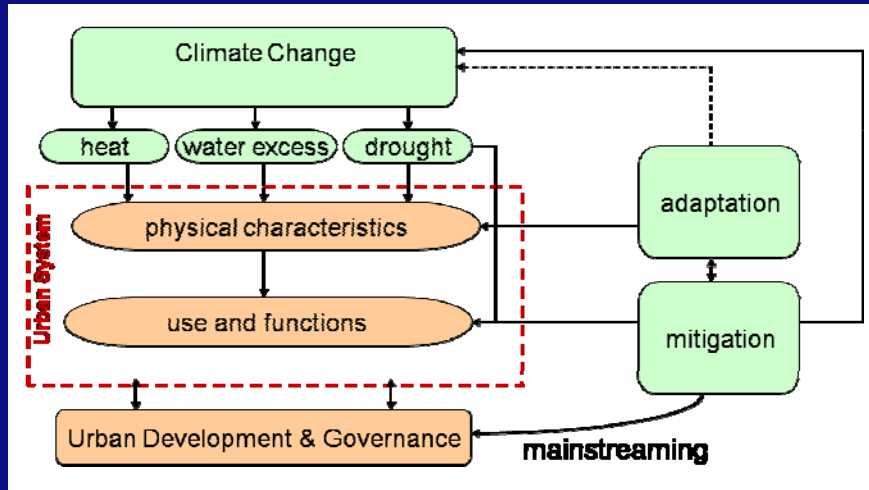 Climate Change
heat
water excess
drought
adaptation
Urban System
physical characteristics
use and functions
mitigation
Urban Development & Governance
mainstreaming